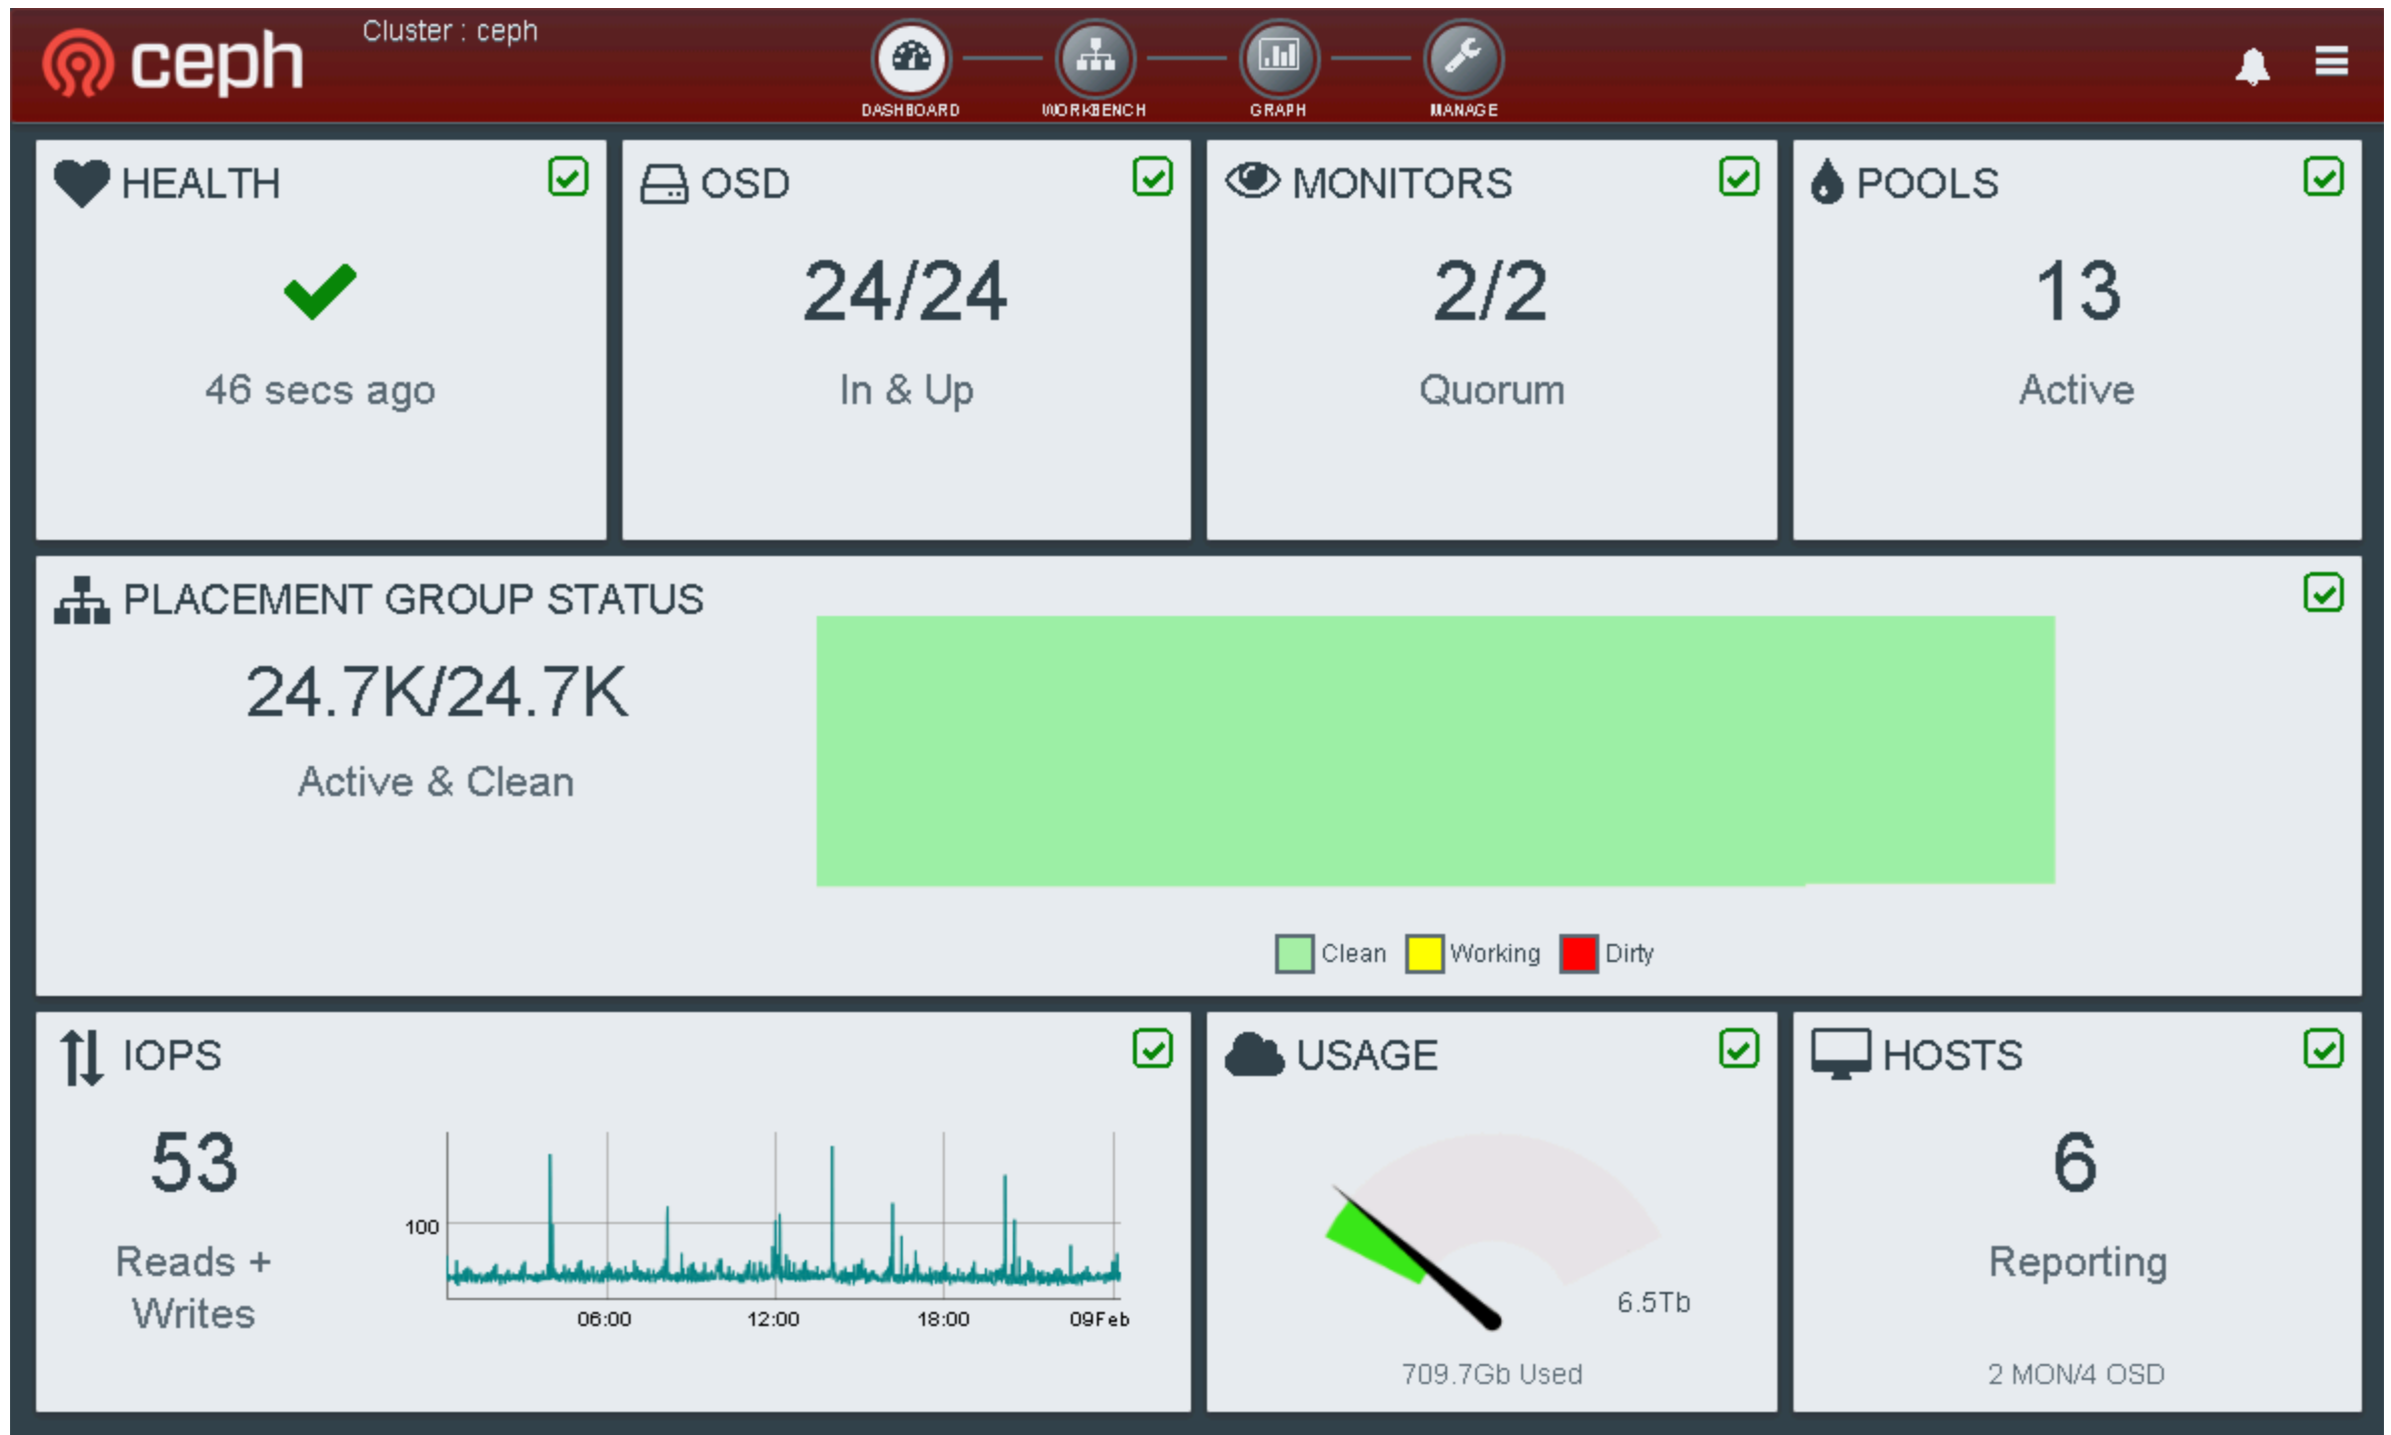 ceph
Cluster : ceph
DASHBOARD
WORKBENCH
GRAPH
MANAGE
HEALTH
46 secs ago
OSD
24/24
In & Up
MONITORS
2/2
Quorum
POOLS
13
Active
PLACEMENT GROUP STATUS
24.7K/24.7K
Active & Clean
Clean
Working
Dirty
IOPS
53
Reads +
Writes
100
06:00
12:00
18:00
09Feb
USAGE
6.5Tb
709.7Gb Used
HOSTS
6
Reporting
2 MON/4 OSD